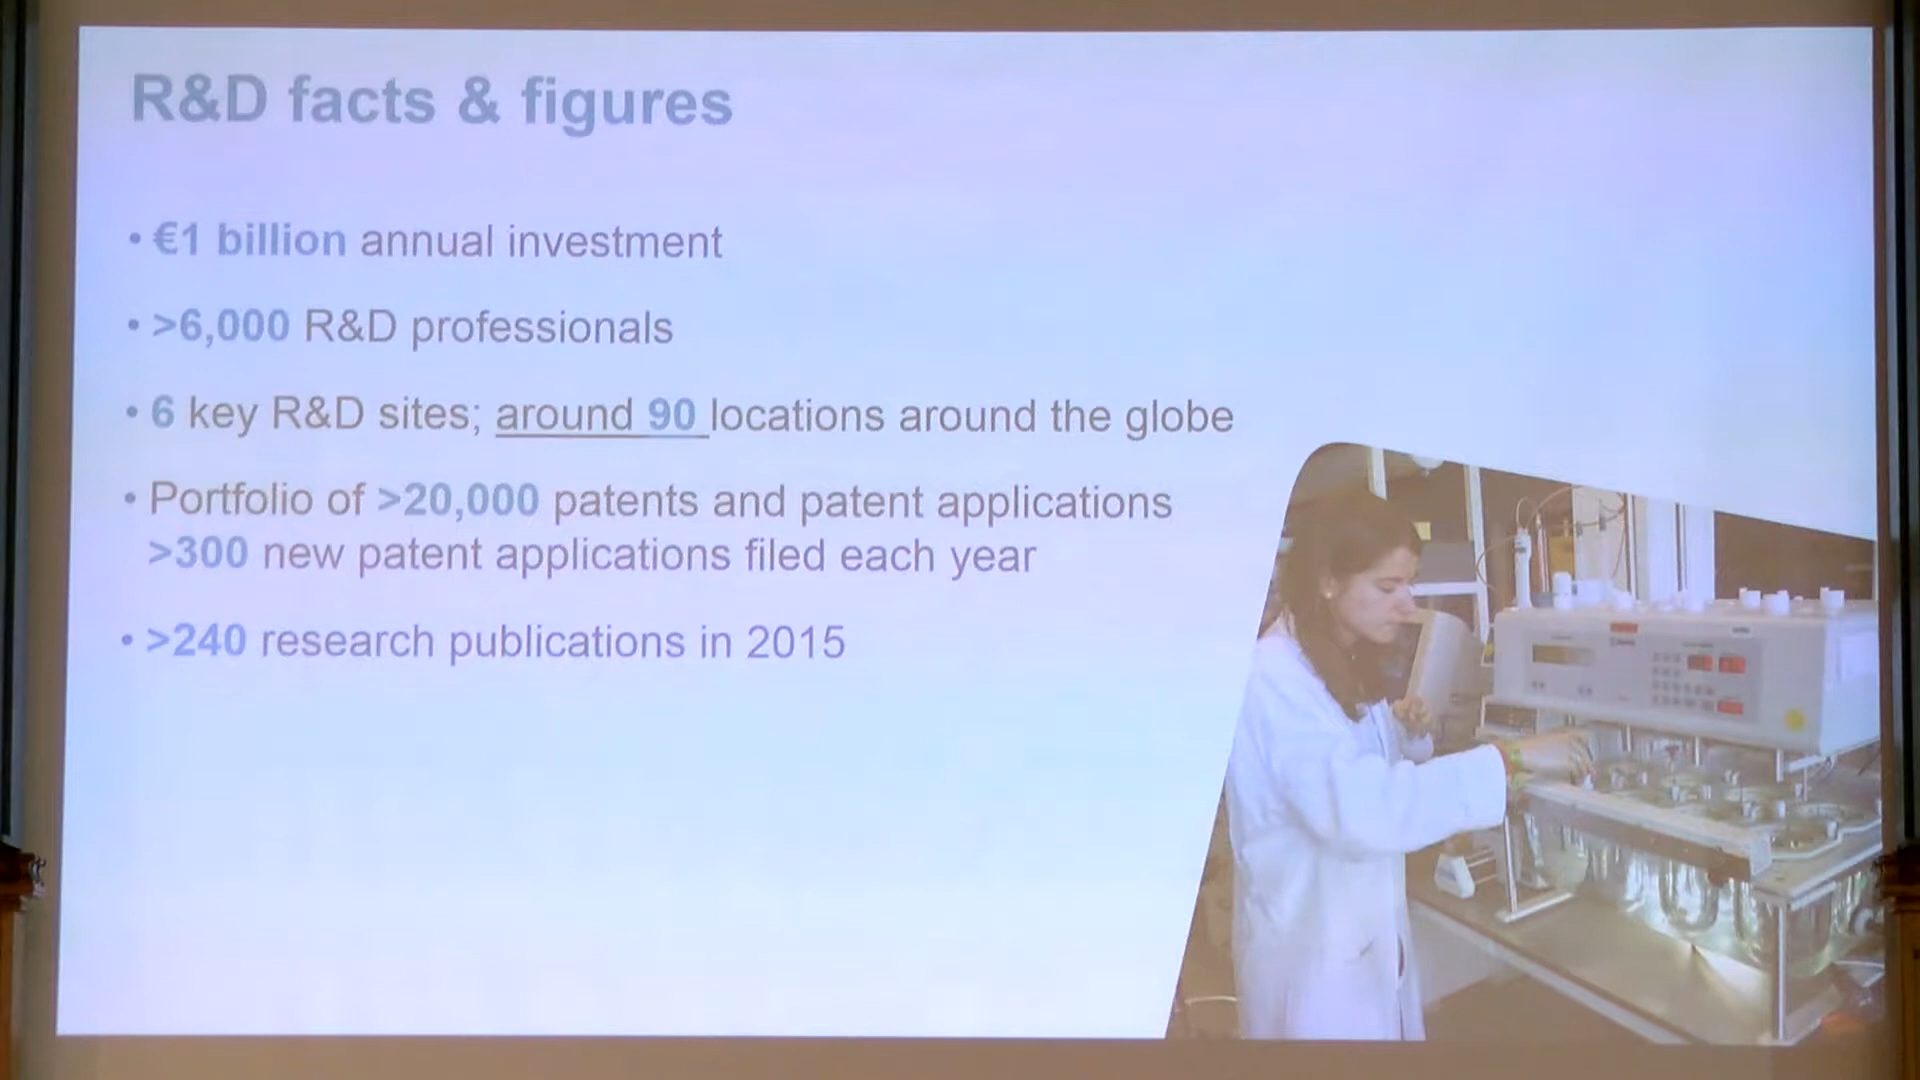 R&D facts & figures
• €1 billion annual investment
• >6,000 R&D professionals
• 6 key R&D sites; around 90 locations around the globe
• Portfolio of >20,000 patents and patent applications
>300 new patent applications filed each year
• >240 research publications in 2015